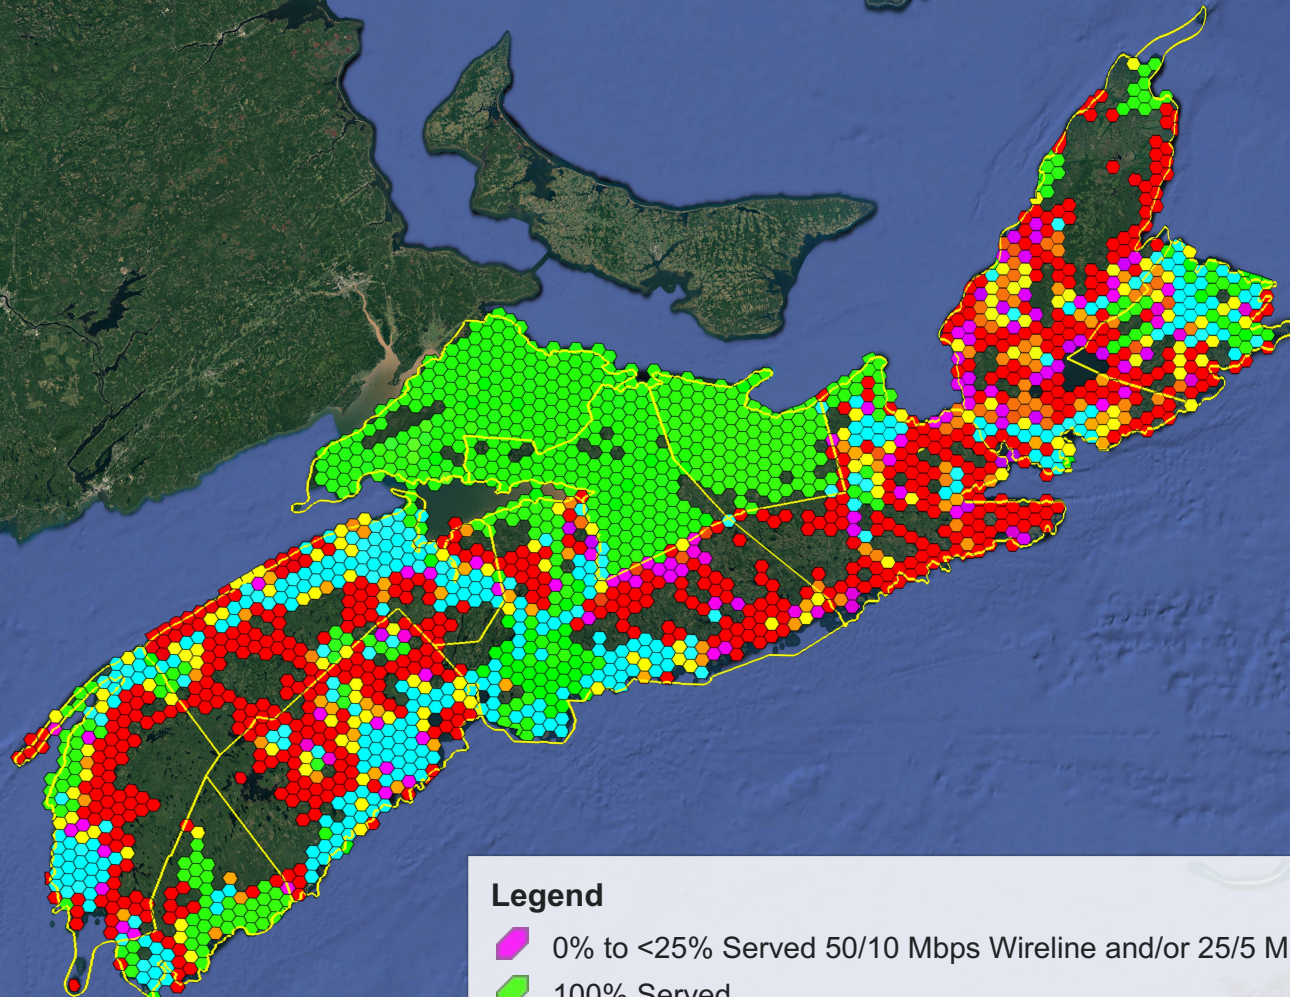 Legend
0% to <25% Served 50/10 Mbps Wireline and/or 25/5 M
100% Served